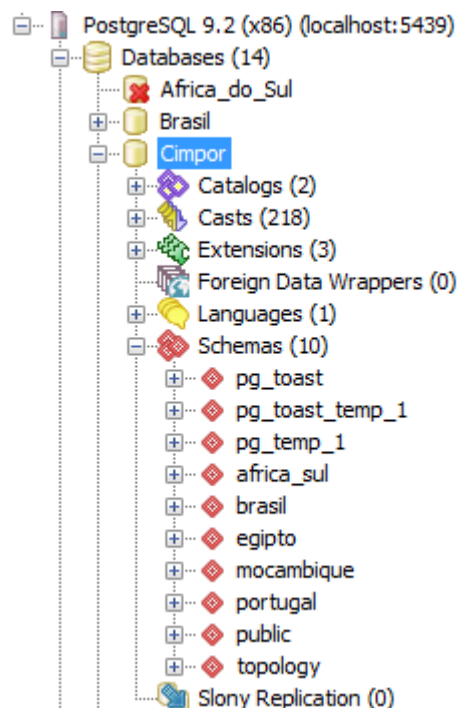 PostgreSQL 9.2 (x86) (localhost:5439)
Databases (14)
Africa_do_Sul
Brasil
Cimpor
Catalogs (2)
Casts (218)
Extensions (3)
Foreign Data Wrappers (0)
Languages (1)
Schemas (10)
pg_toast
pg_toast_temp_1
pg_temp_1
africa_sul
brasil
egipto
mocambique
portugal
public
topology
Slony Replication (0)